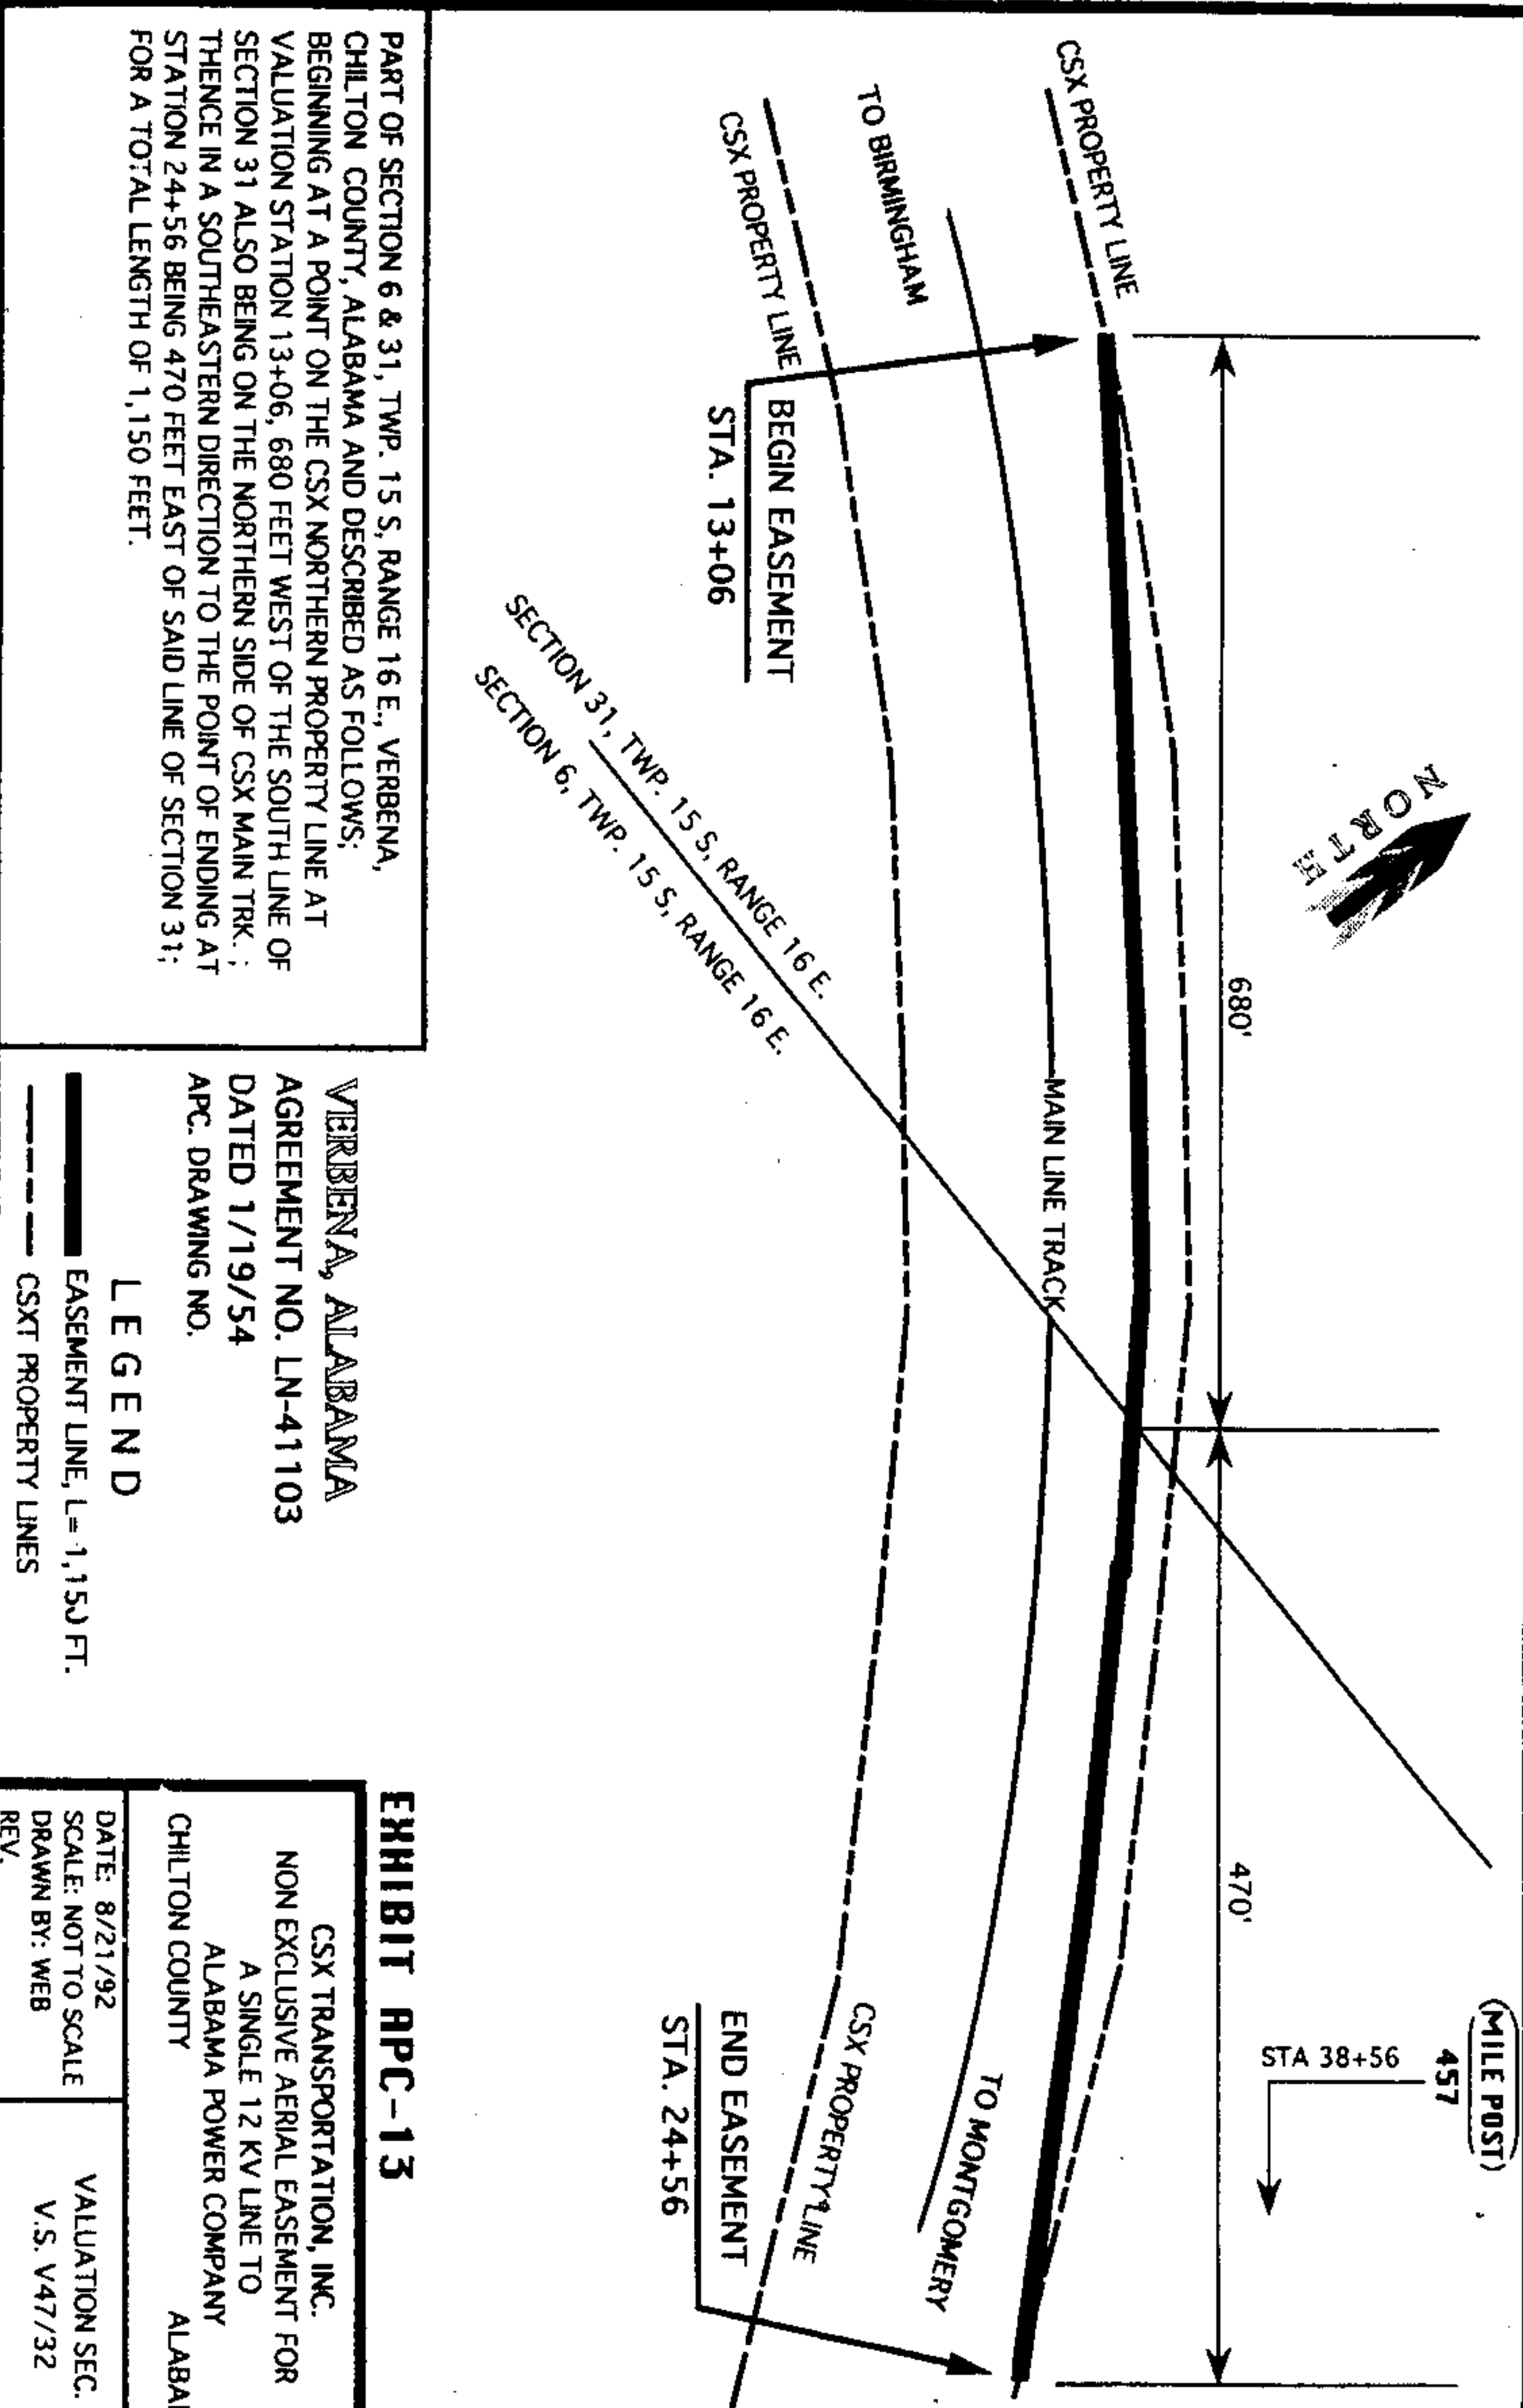 (MILE POST)
457
STA 38+56
NORTH
680'
470'
CSX PROPERTY LINE
TO BIRMINGHAM
CSX PROPERTY LINE
MAIN LINE TRACK
TO MONTGOMERY
CSX PROPERTY LINE
BEGIN EASEMENT
STA. 13+06
SECTION 31, TWP. 15 S, RANGE 16 E.
SECTION 6, TWP. 15 S, RANGE 16 E.
END EASEMENT
STA. 24+56
PART OF SECTION 6 & 31, TWP. 15 S, RANGE 16 E., VERBENA,
CHILTON COUNTY, ALABAMA AND DESCRIBED AS FOLLOWS;
BEGINNING AT A POINT ON THE CSX NORTHERN PROPERTY LINE AT
VALUATION STATION 13+06, 680 FEET WEST OF THE SOUTH LINE OF
SECTION 31 ALSO BEING ON THE NORTHERN SIDE OF CSX MAIN TRK. ;
THENCE IN A SOUTHEASTERN DIRECTION TO THE POINT OF ENDING AT
STATION 24+56 BEING 470 FEET EAST OF SAID LINE OF SECTION 31;
FOR A TOTAL LENGTH OF 1,150 FEET.
VERBENA, ALABAMA
AGREEMENT NO. LN-41103
DATED 1/19/54
APC. DRAWING NO.
LEGEND
EASEMENT LINE, L= 1,150 FT.
CSXT PROPERTY LINES
EXHIBIT APC-13
CSX TRANSPORTATION, INC.
NON EXCLUSIVE AERIAL EASEMENT FOR
A SINGLE 12 KV LINE TO
ALABAMA POWER COMPANY
CHILTON COUNTY ALABA
DATE: 8/21/92
SCALE: NOT TO SCALE
DRAWN BY: WEB
REV.
VALUATION SEC.
V.S. V47/32